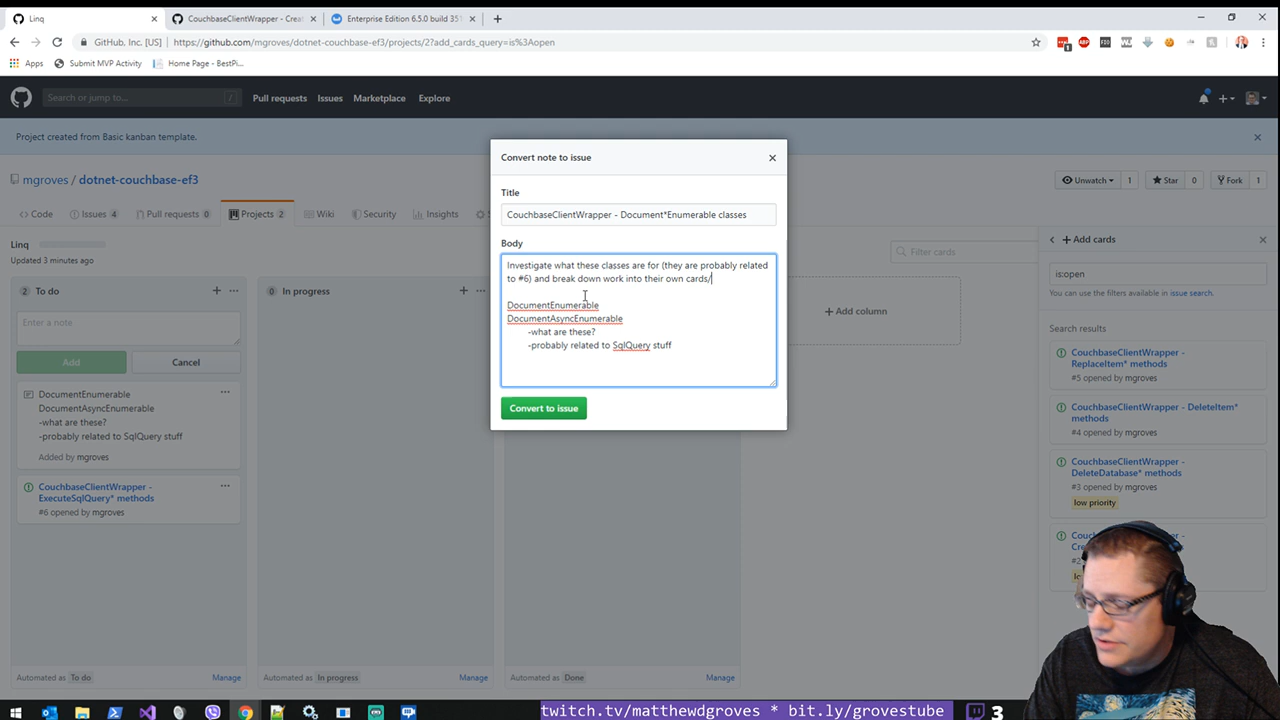 Linq
CouchbaseClientWrapper - Crea
Enterprise Edition 6.5.0 build 351
GitHub, Inc. [US]
https://github.com/mgroves/dotnet-couchbase-ef3/projects/2?add_cards_query=is%3Aopen
Apps
Submit MVP Activity
Home Page - BestPi...
Search or jump to...
/
Pull requests
Issues
Marketplace
Explore
Project created from Basic kanban template.
mgroves / dotnet-couchbase-ef3
Unwatch
1
Star
0
Fork
1
Code
Issues 4
Pull requests 0
Projects 2
Wiki
Security
Insights
Linq
Updated 3 minutes ago
Filter cards
2 To do
0 In progress
Enter a note
Add
Cancel
DocumentEnumerable
DocumentAsyncEnumerable
-what are these?
-probably related to SqlQuery stuff
Added by mgroves
CouchbaseClientWrapper -
ExecuteSqlQuery* methods
#6 opened by mgroves
Automated as To do
Manage
Automated as In progress
Manage
Automated as Done
Manage
Add column
Convert note to issue
Title
CouchbaseClientWrapper - Document*Enumerable classes
Body
Investigate what these classes are for (they are probably related
to #6) and break down work into their own cards/
DocumentEnumerable
DocumentAsyncEnumerable
-what are these?
-probably related to SqlQuery stuff
Convert to issue
Add cards
is:open
You can use the filters available in issue search.
Search results
CouchbaseClientWrapper -
ReplaceItem* methods
#5 opened by mgroves
CouchbaseClientWrapper - DeleteItem*
methods
#4 opened by mgroves
CouchbaseClientWrapper -
DeleteDatabase* methods
#3 opened by mgroves
low priority
twitch.tv/matthewdgroves * bit.ly/grovestube
3